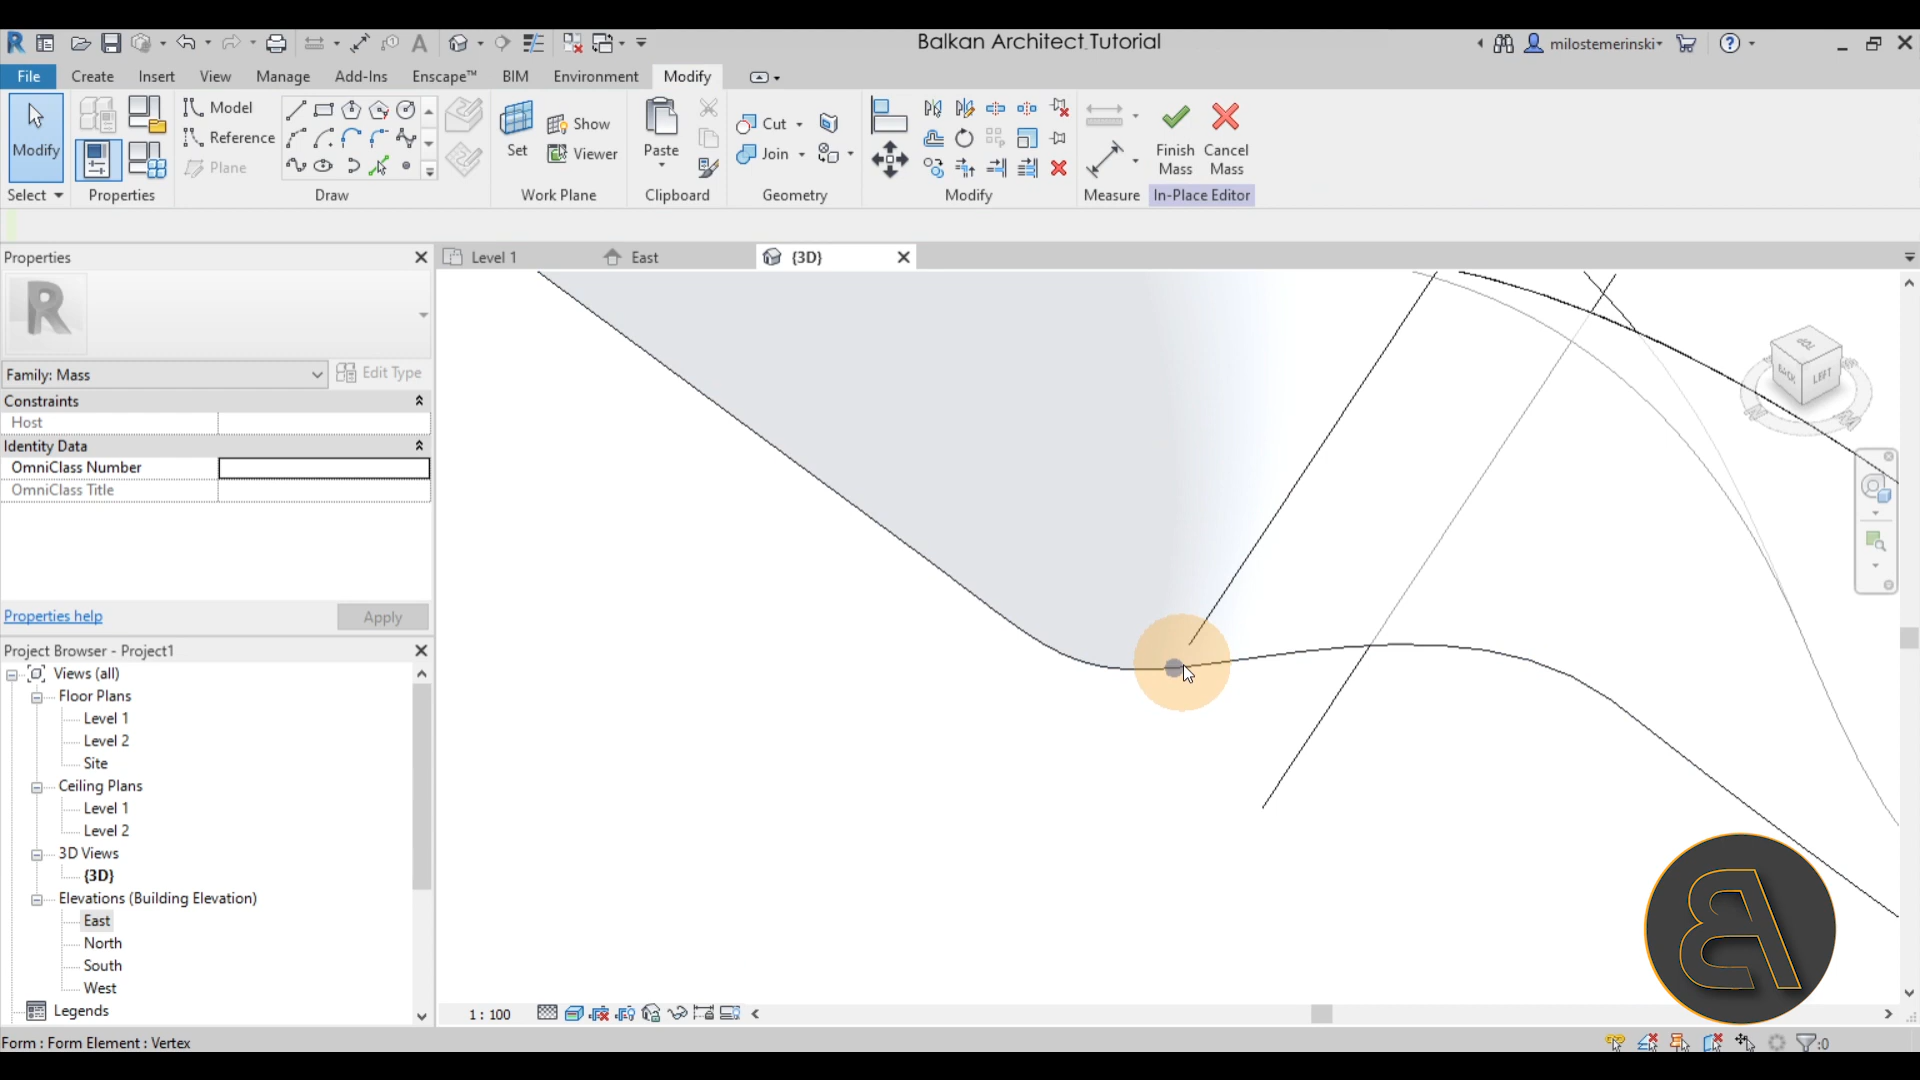 Balkan Architect Tutorial
milostemerinski
File Create Insert View Manage Add-Ins Enscape™ BIM Environment Modify
Modify
Select
Properties
Model
Reference
Plane
Draw
Set
Show
Viewer
Work Plane
Paste
Clipboard
Cut
Join
Geometry
Modify
Measure
Finish Mass
Cancel Mass
In-Place Editor
Properties
Level 1
East
{3D}
R
Family: Mass
Edit Type
Constraints
Host
Identity Data
OmniClass Number
OmniClass Title
Properties help
Apply
Project Browser - Project1
Views (all)
Floor Plans
Level 1
Level 2
Site
Ceiling Plans
Level 1
Level 2
3D Views
{3D}
Elevations (Building Elevation)
East
North
South
West
Legends
TOP
BACK
LEFT
1 : 100
Form : Form Element : Vertex
:0